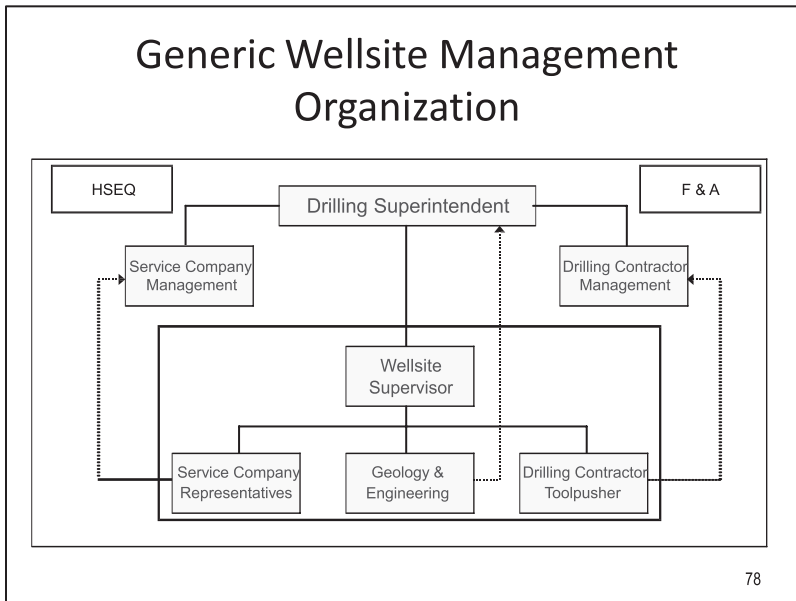 Generic Wellsite Management
Organization
HSEQ
F & A
Drilling Superintendent
Service Company
Management
Drilling Contractor
Management
Wellsite
Supervisor
Service Company
Representatives
Geology &
Engineering
Drilling Contractor
Toolpusher
78